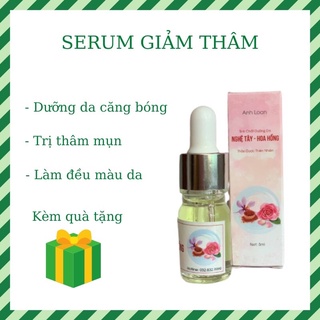 SERUM GIẢM THÂM
- Dưỡng da căng bóng
- Trị thâm mụn
- Làm đều màu da
Kèm quà tặng
Anh Loan
NGHỆ TÂY - HOA HỒNG